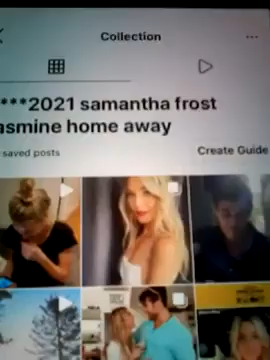 Collection
***2021 samantha frost
asmine home away
saved posts
Create Guide